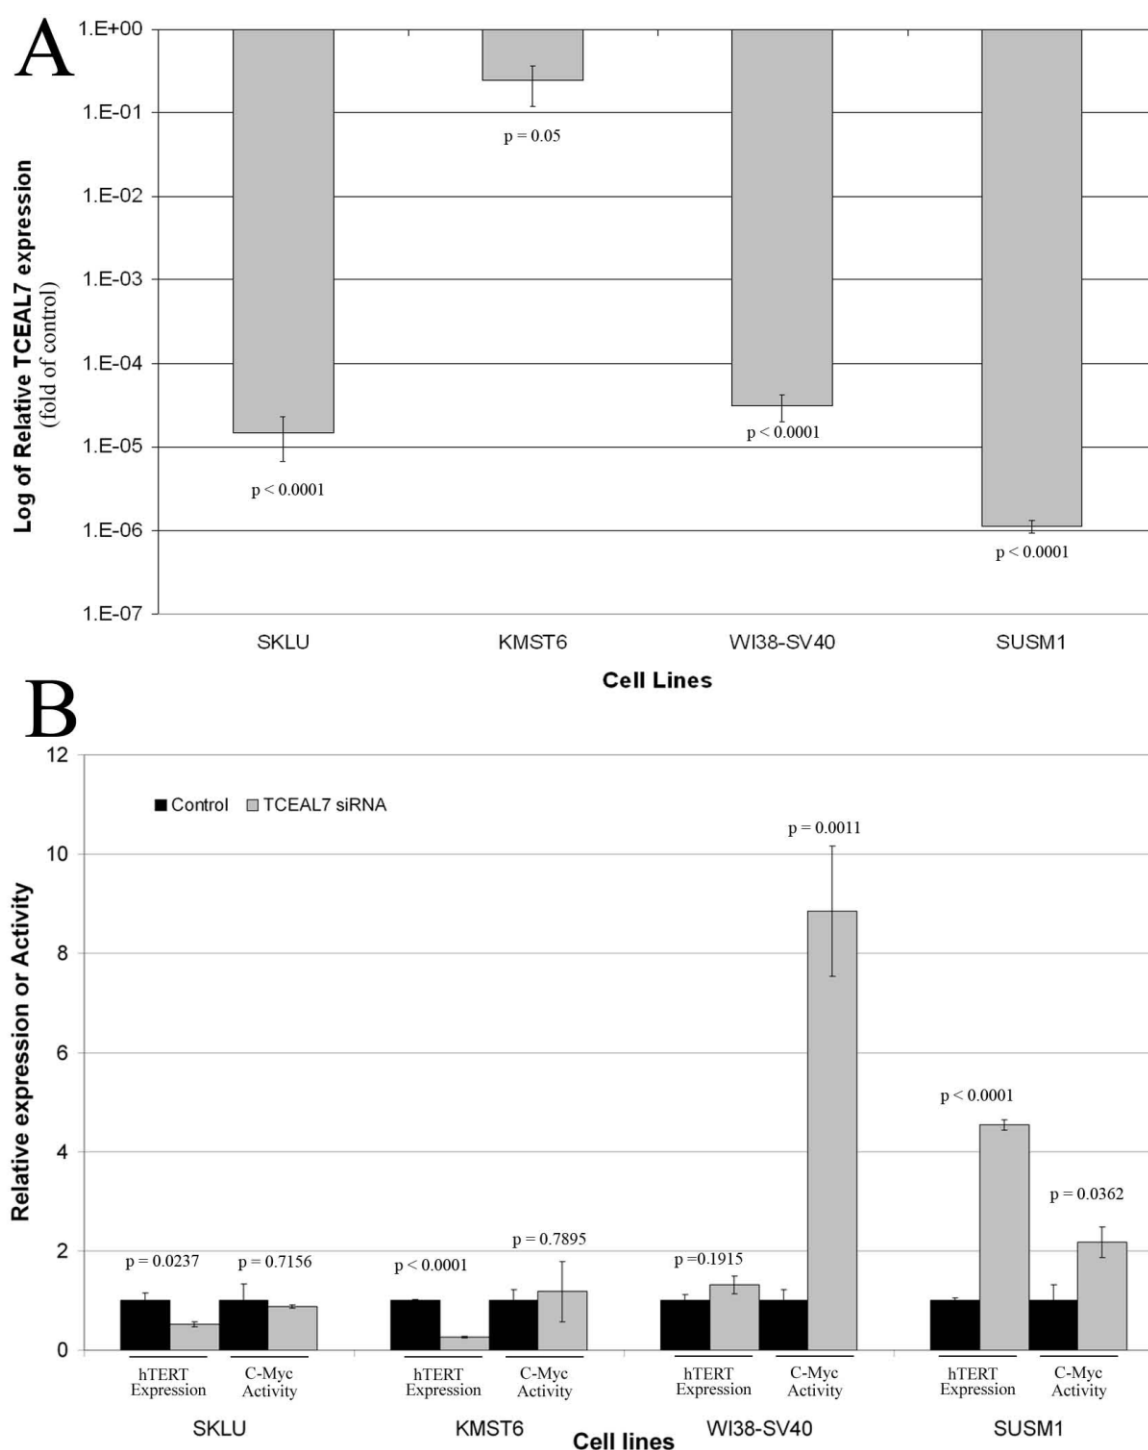 A
1.E+00
1.E-01
1.E-02
1.E-03
1.E-04
1.E-05
1.E-06
1.E-07
Log of Relative TCEAL7 expression
(fold of control)
p < 0.0001
p = 0.05
p < 0.0001
p < 0.0001
SKLU KMST6 WI38-SV40 SUSM1
Cell Lines
B
12
10
8
6
4
2
0
Relative expression or Activity
Control TCEAL7 siRNA
p = 0.0237
p = 0.7156
p < 0.0001
p = 0.7895
p =0.1915
p = 0.0011
p < 0.0001
p = 0.0362
hTERT C-Myc hTERT C-Myc hTERT C-Myc hTERT C-Myc
Expression Activity Expression Activity Expression Activity Expression Activity
SKLU KMST6 WI38-SV40 SUSM1
Cell lines